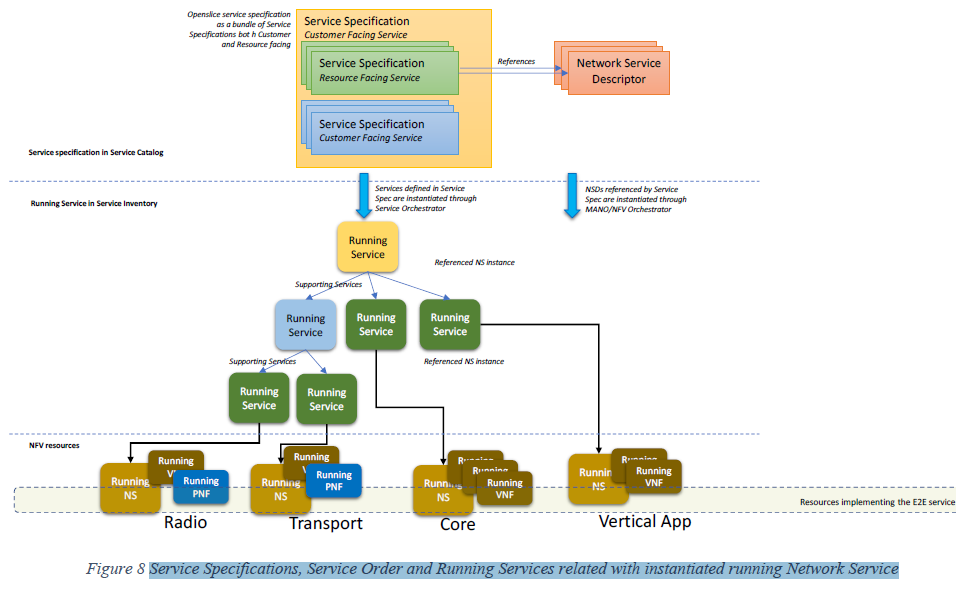 Openslice service specification
as a bundle of Service
Specifications bot h Customer
and Resource facing
Service Specification
Customer Facing Service
Service Specification
Resource Facing Service
References
Network Service
Descriptor
Service Specification
Customer Facing Service
Service specification in Service Catalog
Running Service in Service Inventory
Services defined in Service
Spec are instantiated through
Service Orchestrator
NSDs referenced by Service
Spec are instantiated through
MANO/NFV Orchestrator
Running
Service
Referenced NS instance
Supporting Services
Running
Service
Running
Service
Running
Service
Supporting Services
Referenced NS instance
Running
Service
Running
Service
NFV resources
Running
NS
Running
Running
PNF
Running
NS
Running
Running
PNF
Running
NS
Running
Running
Running
VNF
Running
NS
Running
Running
VNF
Resources implementing the E2E service
Radio
Transport
Core
Vertical App
Figure 8 Service Specifications, Service Order and Running Services related with instantiated running Network Service